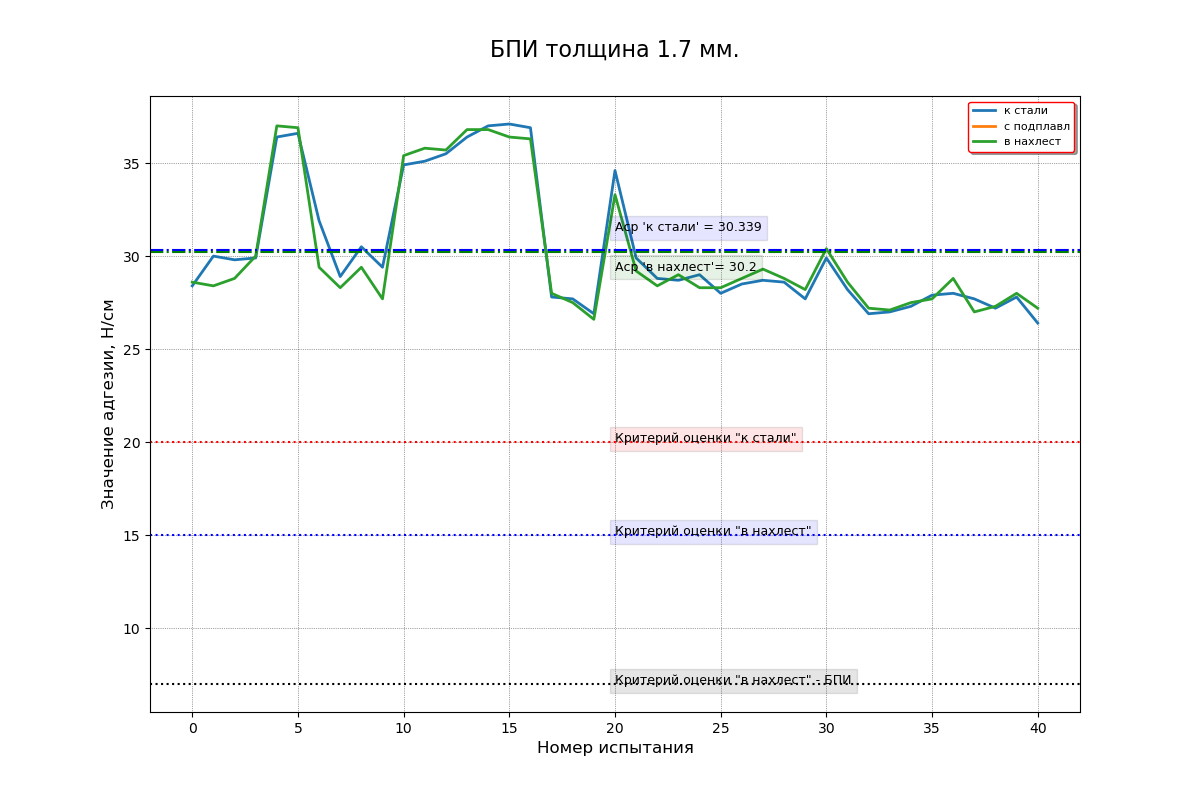 БПИ толщина 1.7 мм.
к стали
с подплавл
в нахлест
35
30
25
20
15
10
Значение адгезии, Н/см
Aср 'к стали' = 30.339
Aср 'в нахлест'= 30.2
Критерий оценки "к стали"
Критерий оценки "в нахлест"
Критерий оценки "в нахлест" - БПИ
0 5 10 15 20 25 30 35 40
Номер испытания